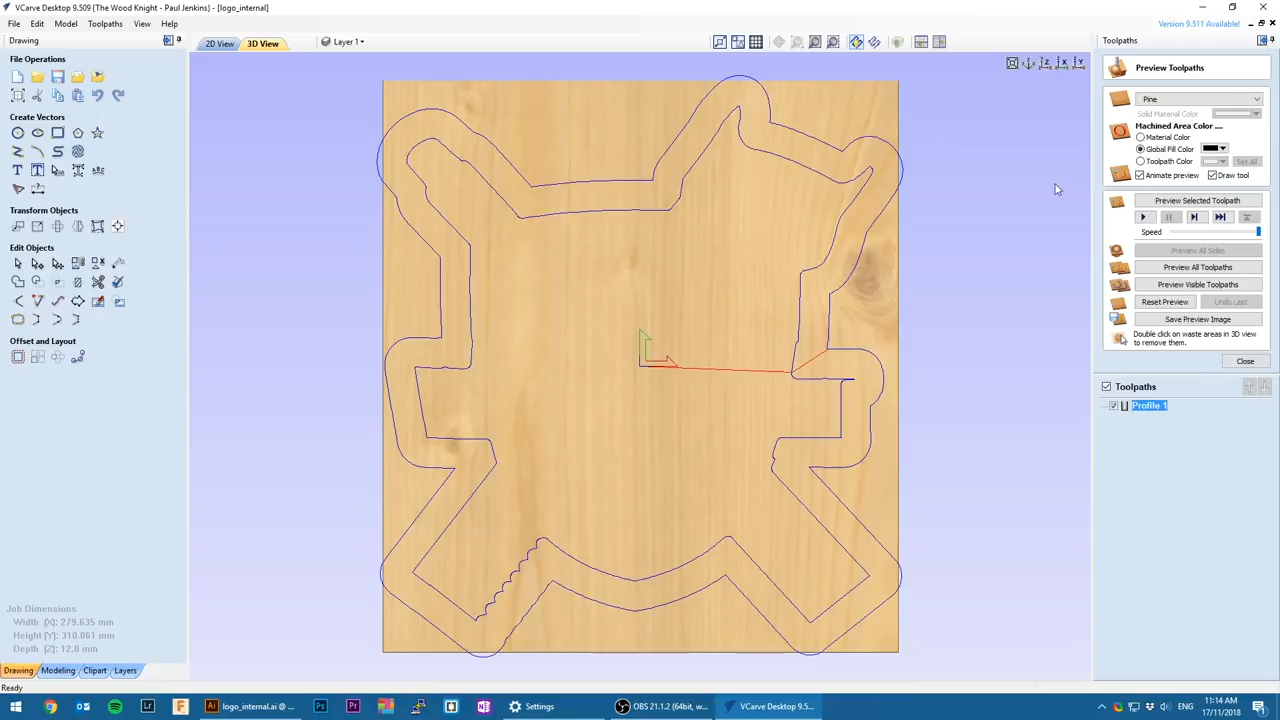 VCarve Desktop 9.509 {The Wood Knight - Paul Jenkins} - [logo_internal]
File Edit Model Toolpaths View Help
Version 9.511 Available!
Drawing
2D View 3D View Layer 1
Toolpaths
File Operations
Create Vectors
Transform Objects
Edit Objects
Offset and Layout
Job Dimensions
Width (X): 279.635 mm
Height (Y): 310.061 mm
Depth (Z): 12.0 mm
Drawing Modeling Clipart Layers
Ready
Preview Toolpaths
Pine
Solid Material Color
Machined Area Color ....
Material Color
Global Fill Color
Toolpath Color Set All
Animate preview Draw tool
Preview Selected Toolpath
Speed
Preview All Sides
Preview All Toolpaths
Preview Visible Toolpaths
Reset Preview Undo Last
Save Preview Image
Double click on waste areas in 3D view
to remove them.
Close
Toolpaths
Profile 1
logo_internal.ai @ ...
Settings
OBS 21.1.2 (64bit, w...
VCarve Desktop 9.5...
ENG
11:14 AM
17/11/2018